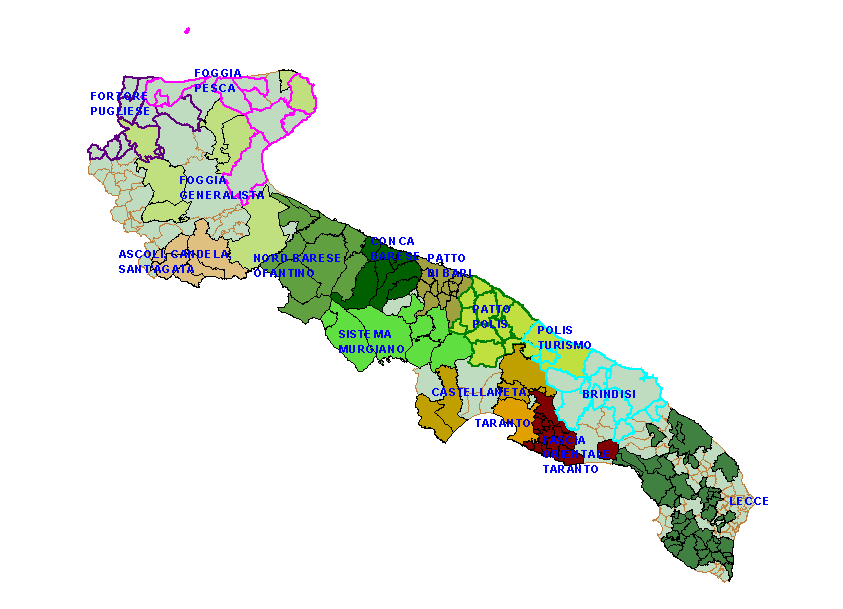 FOGGIA
PESCA
FORTORE
PUGLIESE
FOGGIA
GENERALISTA
ASCOLI CANDELA
SANT'AGATA
NORD BARESE
OFANTINO
CONCA
BARESE
PATTO
DI BARI
PATTO
POLIS
POLIS
TURISMO
SISTEMA
MURGIANO
CASTELLANETA
BRINDISI
TARANTO
FASCIA
ORIENTALE
TARANTO
LECCE